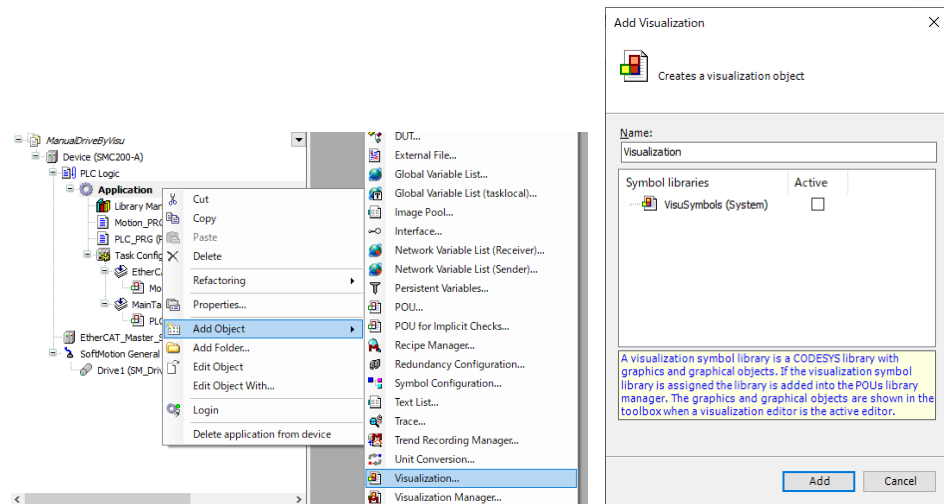 ManualDriveByVisu
Device (SMC200-A)
PLC Logic
Application
Library Man
Motion_PRG
PLC_PRG (P
Task Config
EtherCA
Mo
MainTa
PLC
EtherCAT_Master_S
SoftMotion General
Drive1 (SM_Driv
Cut
Copy
Paste
Delete
Refactoring
Properties...
Add Object
Add Folder...
Edit Object
Edit Object With...
Login
Delete application from device
DUT...
External File...
Global Variable List...
Global Variable List (tasklocal)...
Image Pool...
Interface...
Network Variable List (Receiver)...
Network Variable List (Sender)...
Persistent Variables...
POU...
POU for Implicit Checks...
Recipe Manager...
Redundancy Configuration...
Symbol Configuration...
Text List...
Trace...
Trend Recording Manager...
Unit Conversion...
Visualization...
Visualization Manager...
Add Visualization
Creates a visualization object
Name:
Visualization
Symbol libraries Active
VisuSymbols (System)
A visualization symbol library is a CODESYS library with
graphics and graphical objects. If the visualization symbol
library is assigned the library is added into the POUs library
manager. The graphics and graphical objects are shown in the
toolbox when a visualization editor is the active editor.
Add Cancel